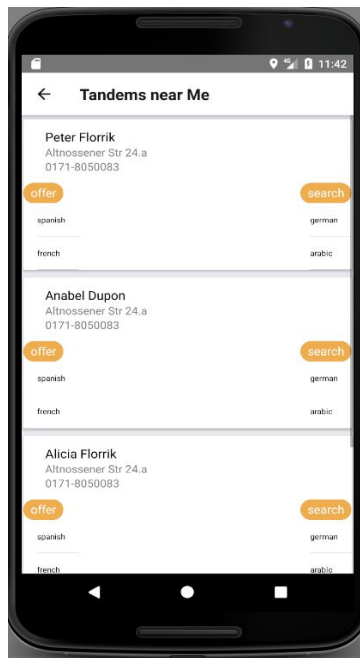 11:42
Tandems near Me
Peter Florrik
Altnossener Str 24.a
0171-8050083
offer search
spanish german
french arabic
Anabel Dupon
Altnossener Str 24.a
0171-8050083
offer search
spanish german
french arabic
Alicia Florrik
Altnossener Str 24.a
0171-8050083
offer search
spanish german
french arabic